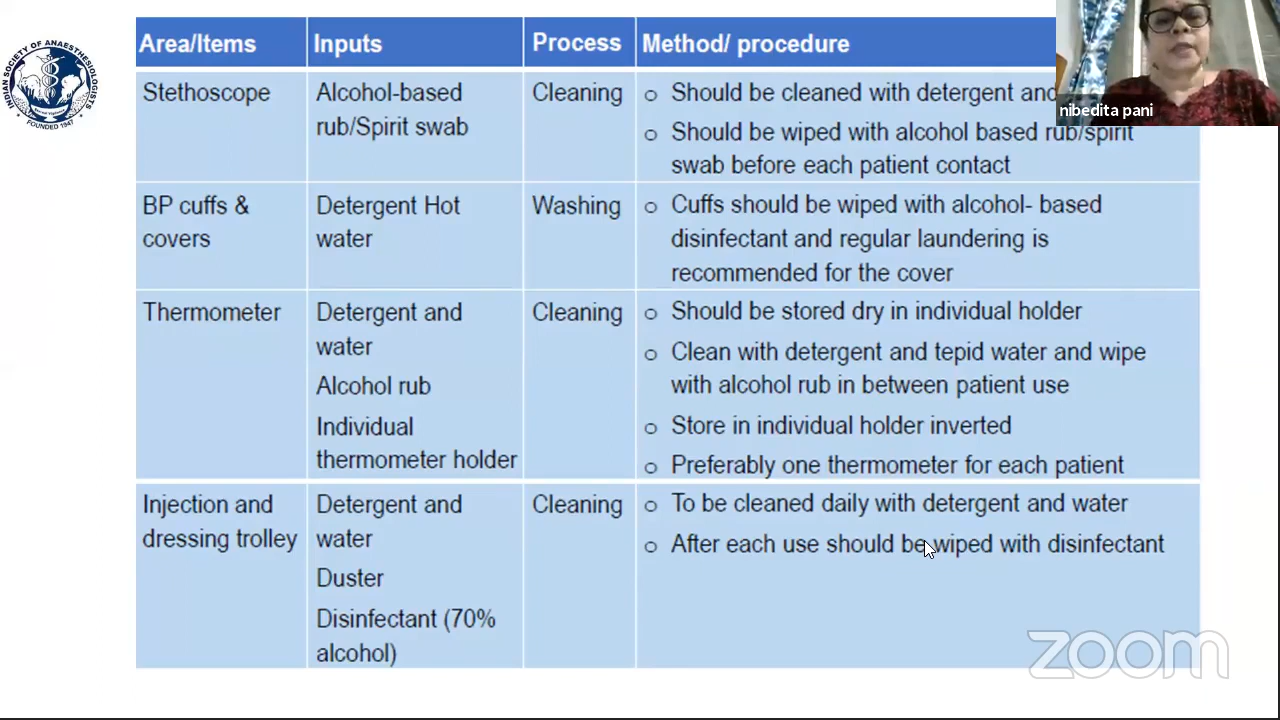 INDIAN SOCIETY OF ANAESTHESIOLOGISTS
FOUNDED 1947
Area/Items
Inputs
Process
Method/ procedure
Stethoscope
Alcohol-based
rub/Spirit swab
Cleaning
o Should be cleaned with detergent and
o Should be wiped with alcohol based rub/spirit
swab before each patient contact
BP cuffs &
covers
Detergent Hot
water
Washing
o Cuffs should be wiped with alcohol- based
disinfectant and regular laundering is
recommended for the cover
Thermometer
Detergent and
water
Alcohol rub
Individual
thermometer holder
Cleaning
o Should be stored dry in individual holder
o Clean with detergent and tepid water and wipe
with alcohol rub in between patient use
o Store in individual holder inverted
o Preferably one thermometer for each patient
Injection and
dressing trolley
Detergent and
water
Duster
Disinfectant (70%
alcohol)
Cleaning
o To be cleaned daily with detergent and water
o After each use should be wiped with disinfectant
nibedita pani
zoom